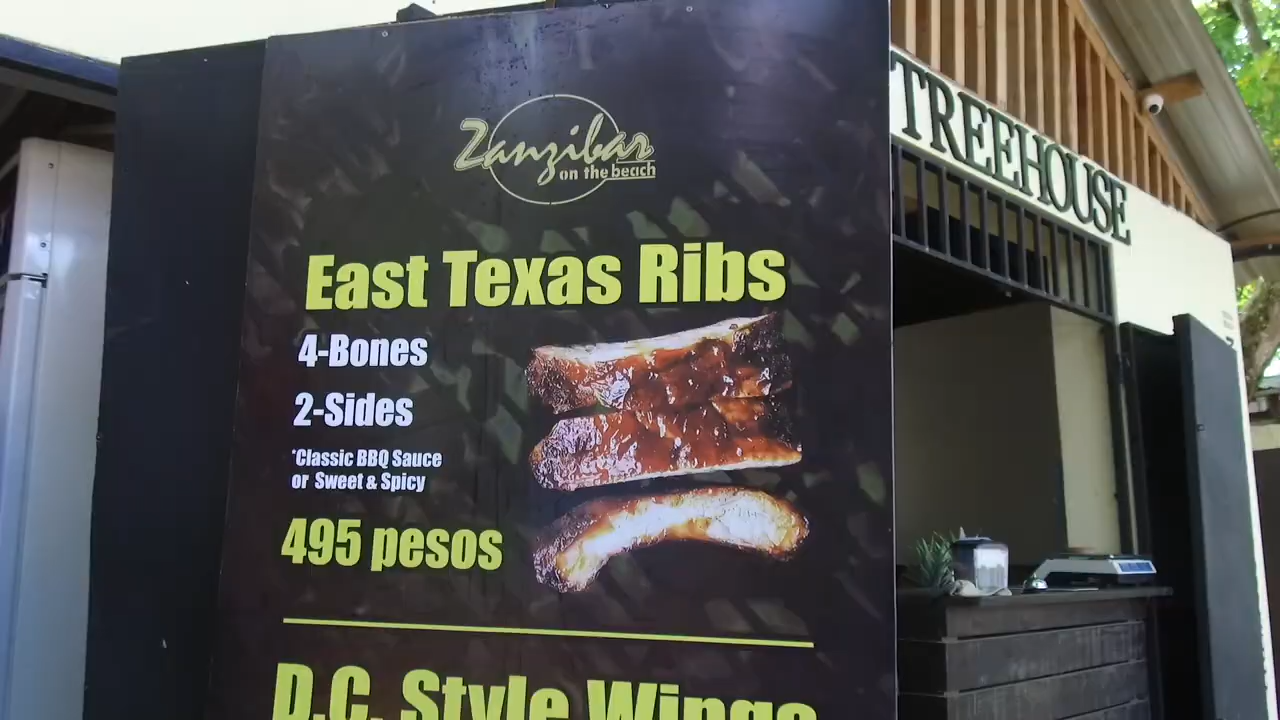 Zanzibar
on the beach
East Texas Ribs
4-Bones
2-Sides
*Classic BBQ Sauce
or Sweet & Spicy
495 pesos
D.C. Style Wings
TREEHOUSE